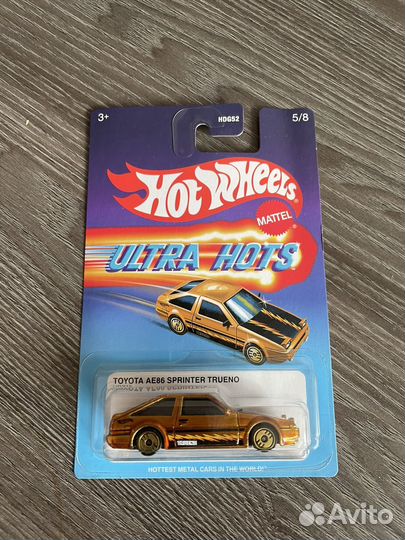 3+
HDG52
5/8
Hot Wheels
MATTEL
ULTRA HOTS
TOYOTA AE86 SPRINTER TRUENO
HOTTEST METAL CARS IN THE WORLD!
Avito